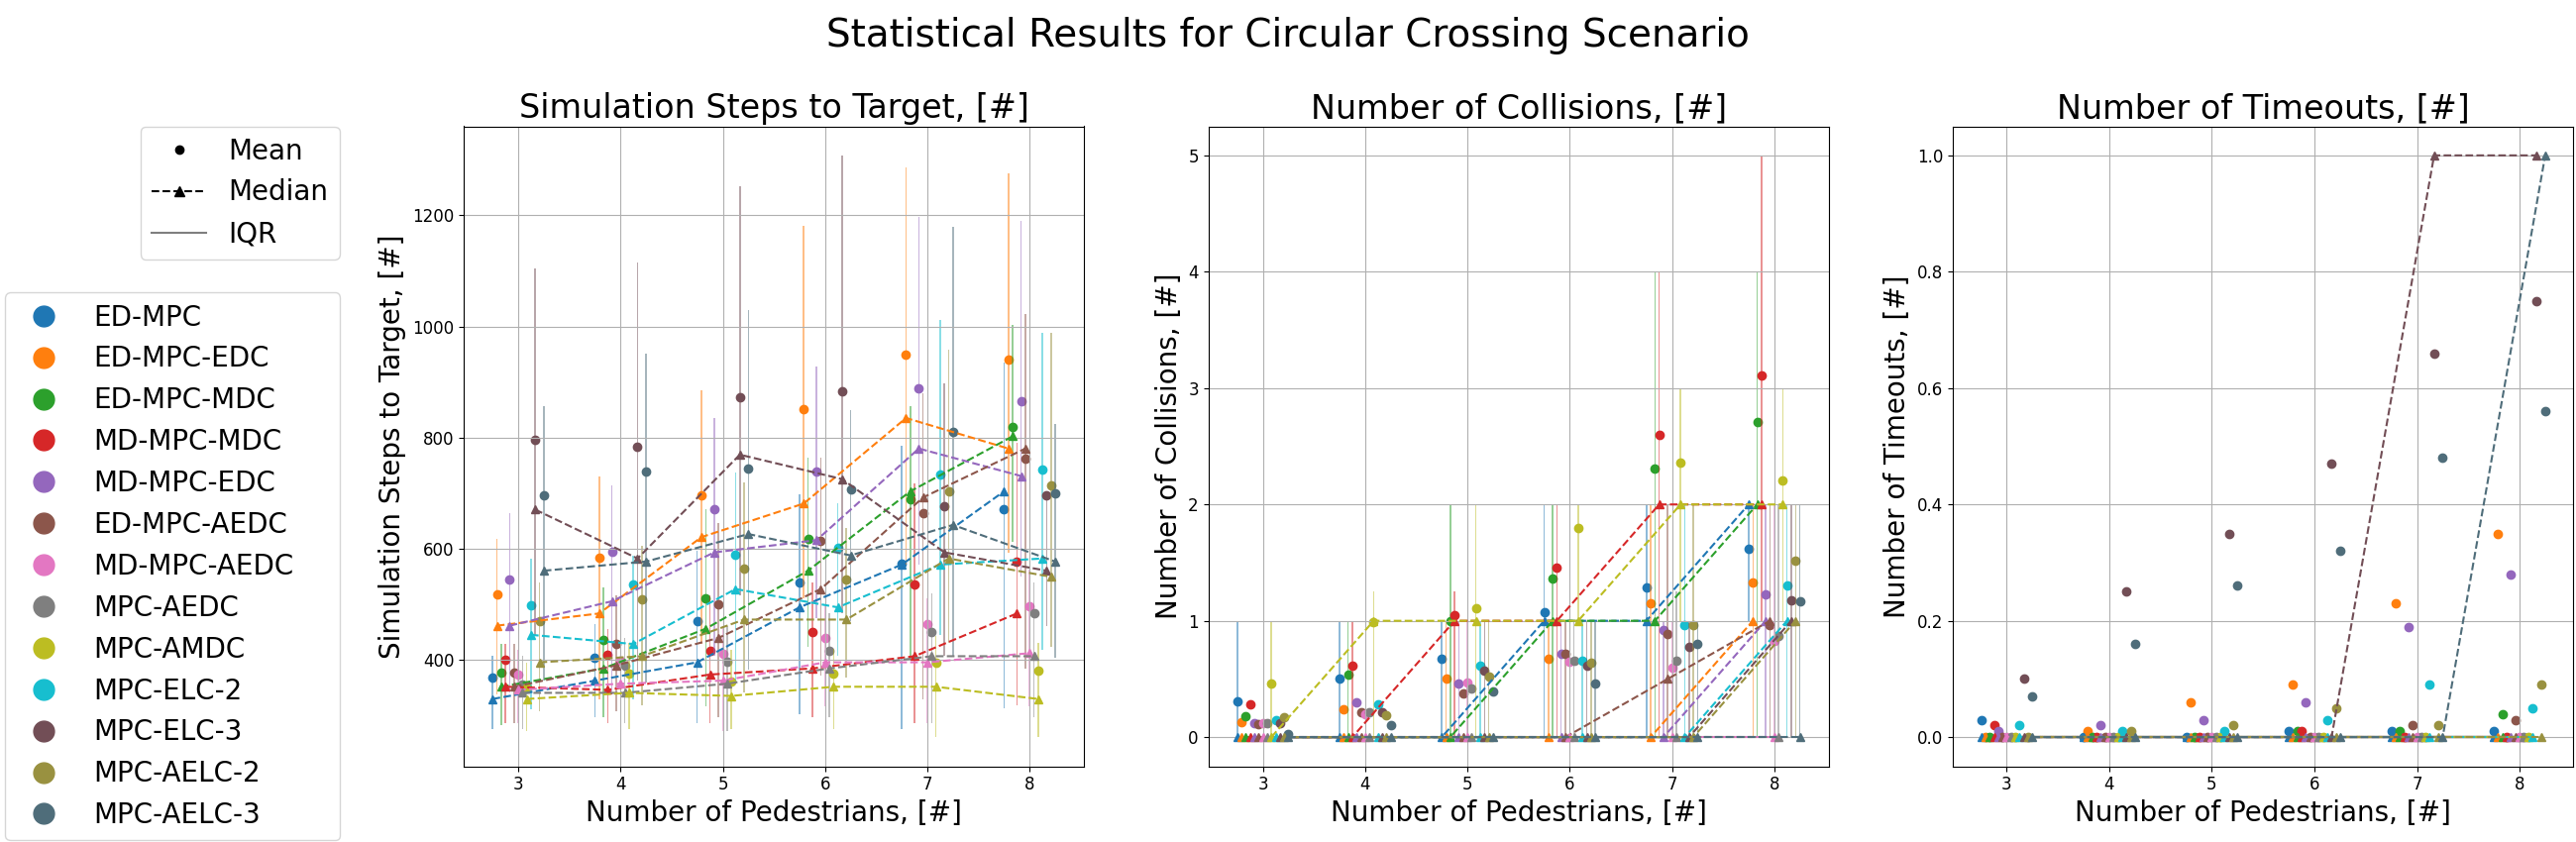 Statistical Results for Circular Crossing Scenario
Mean
Median
IQR
ED-MPC
ED-MPC-EDC
ED-MPC-MDC
MD-MPC-MDC
MD-MPC-EDC
ED-MPC-AEDC
MD-MPC-AEDC
MPC-AEDC
MPC-AMDC
MPC-ELC-2
MPC-ELC-3
MPC-AELC-2
MPC-AELC-3
Simulation Steps to Target, [#]
Simulation Steps to Target, [#]
1200
1000
800
600
400
3 4 5 6 7 8
Number of Pedestrians, [#]
Number of Collisions, [#]
Number of Collisions, [#]
5
4
3
2
1
0
3 4 5 6 7 8
Number of Pedestrians, [#]
Number of Timeouts, [#]
Number of Timeouts, [#]
1.0
0.8
0.6
0.4
0.2
0.0
3 4 5 6 7 8
Number of Pedestrians, [#]